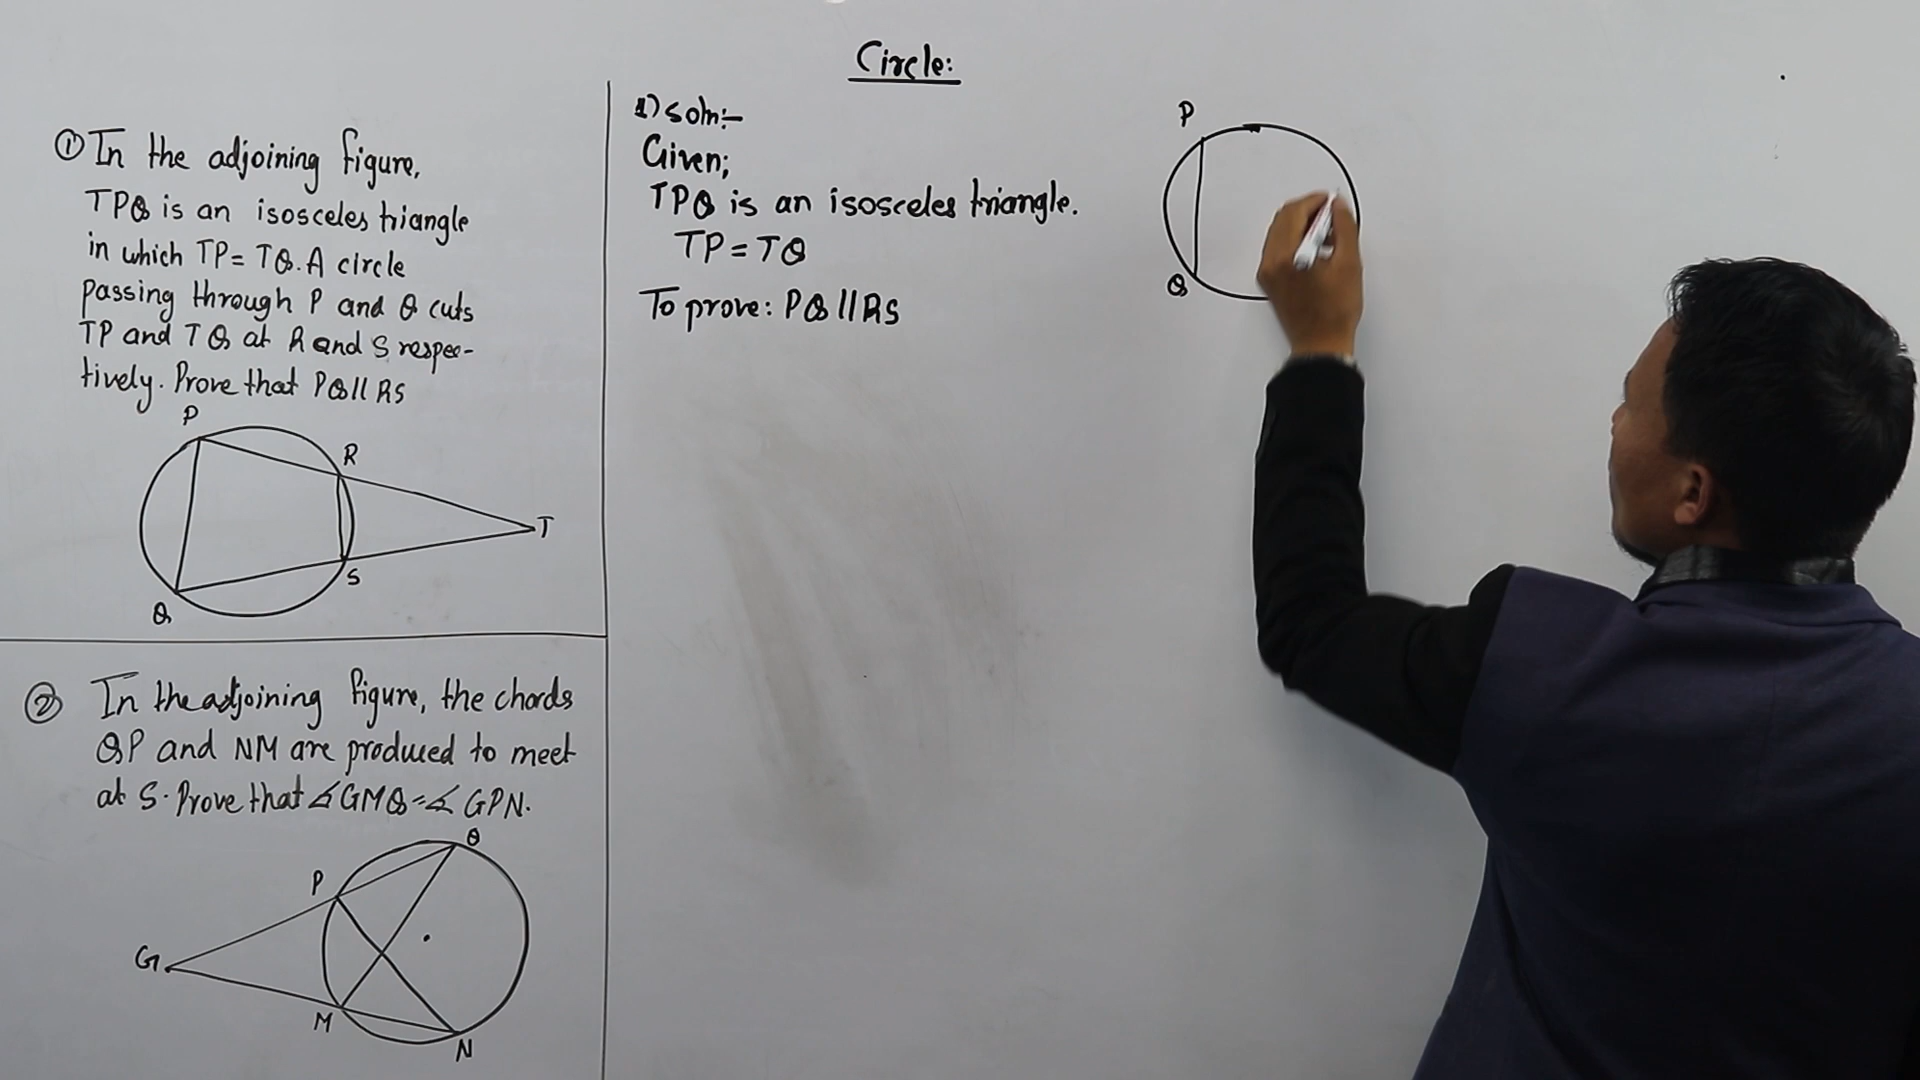 Circle:
① In the adjoining figure,
TPQ is an isosceles triangle
in which TP = TQ. A circle
passing through P and Q cuts
TP and TQ at R and S respec-
tively. Prove that PQ || RS
P
R
T
S
Q
② In the adjoining figure, the chords
QP and NM are produced to meet
at S. Prove that ∡GMQ = ∡GPN.
Q
P
G
M
N
1) soln:-
Given;
TPQ is an isosceles triangle.
TP = TQ
To prove: PQ || RS
P
Q